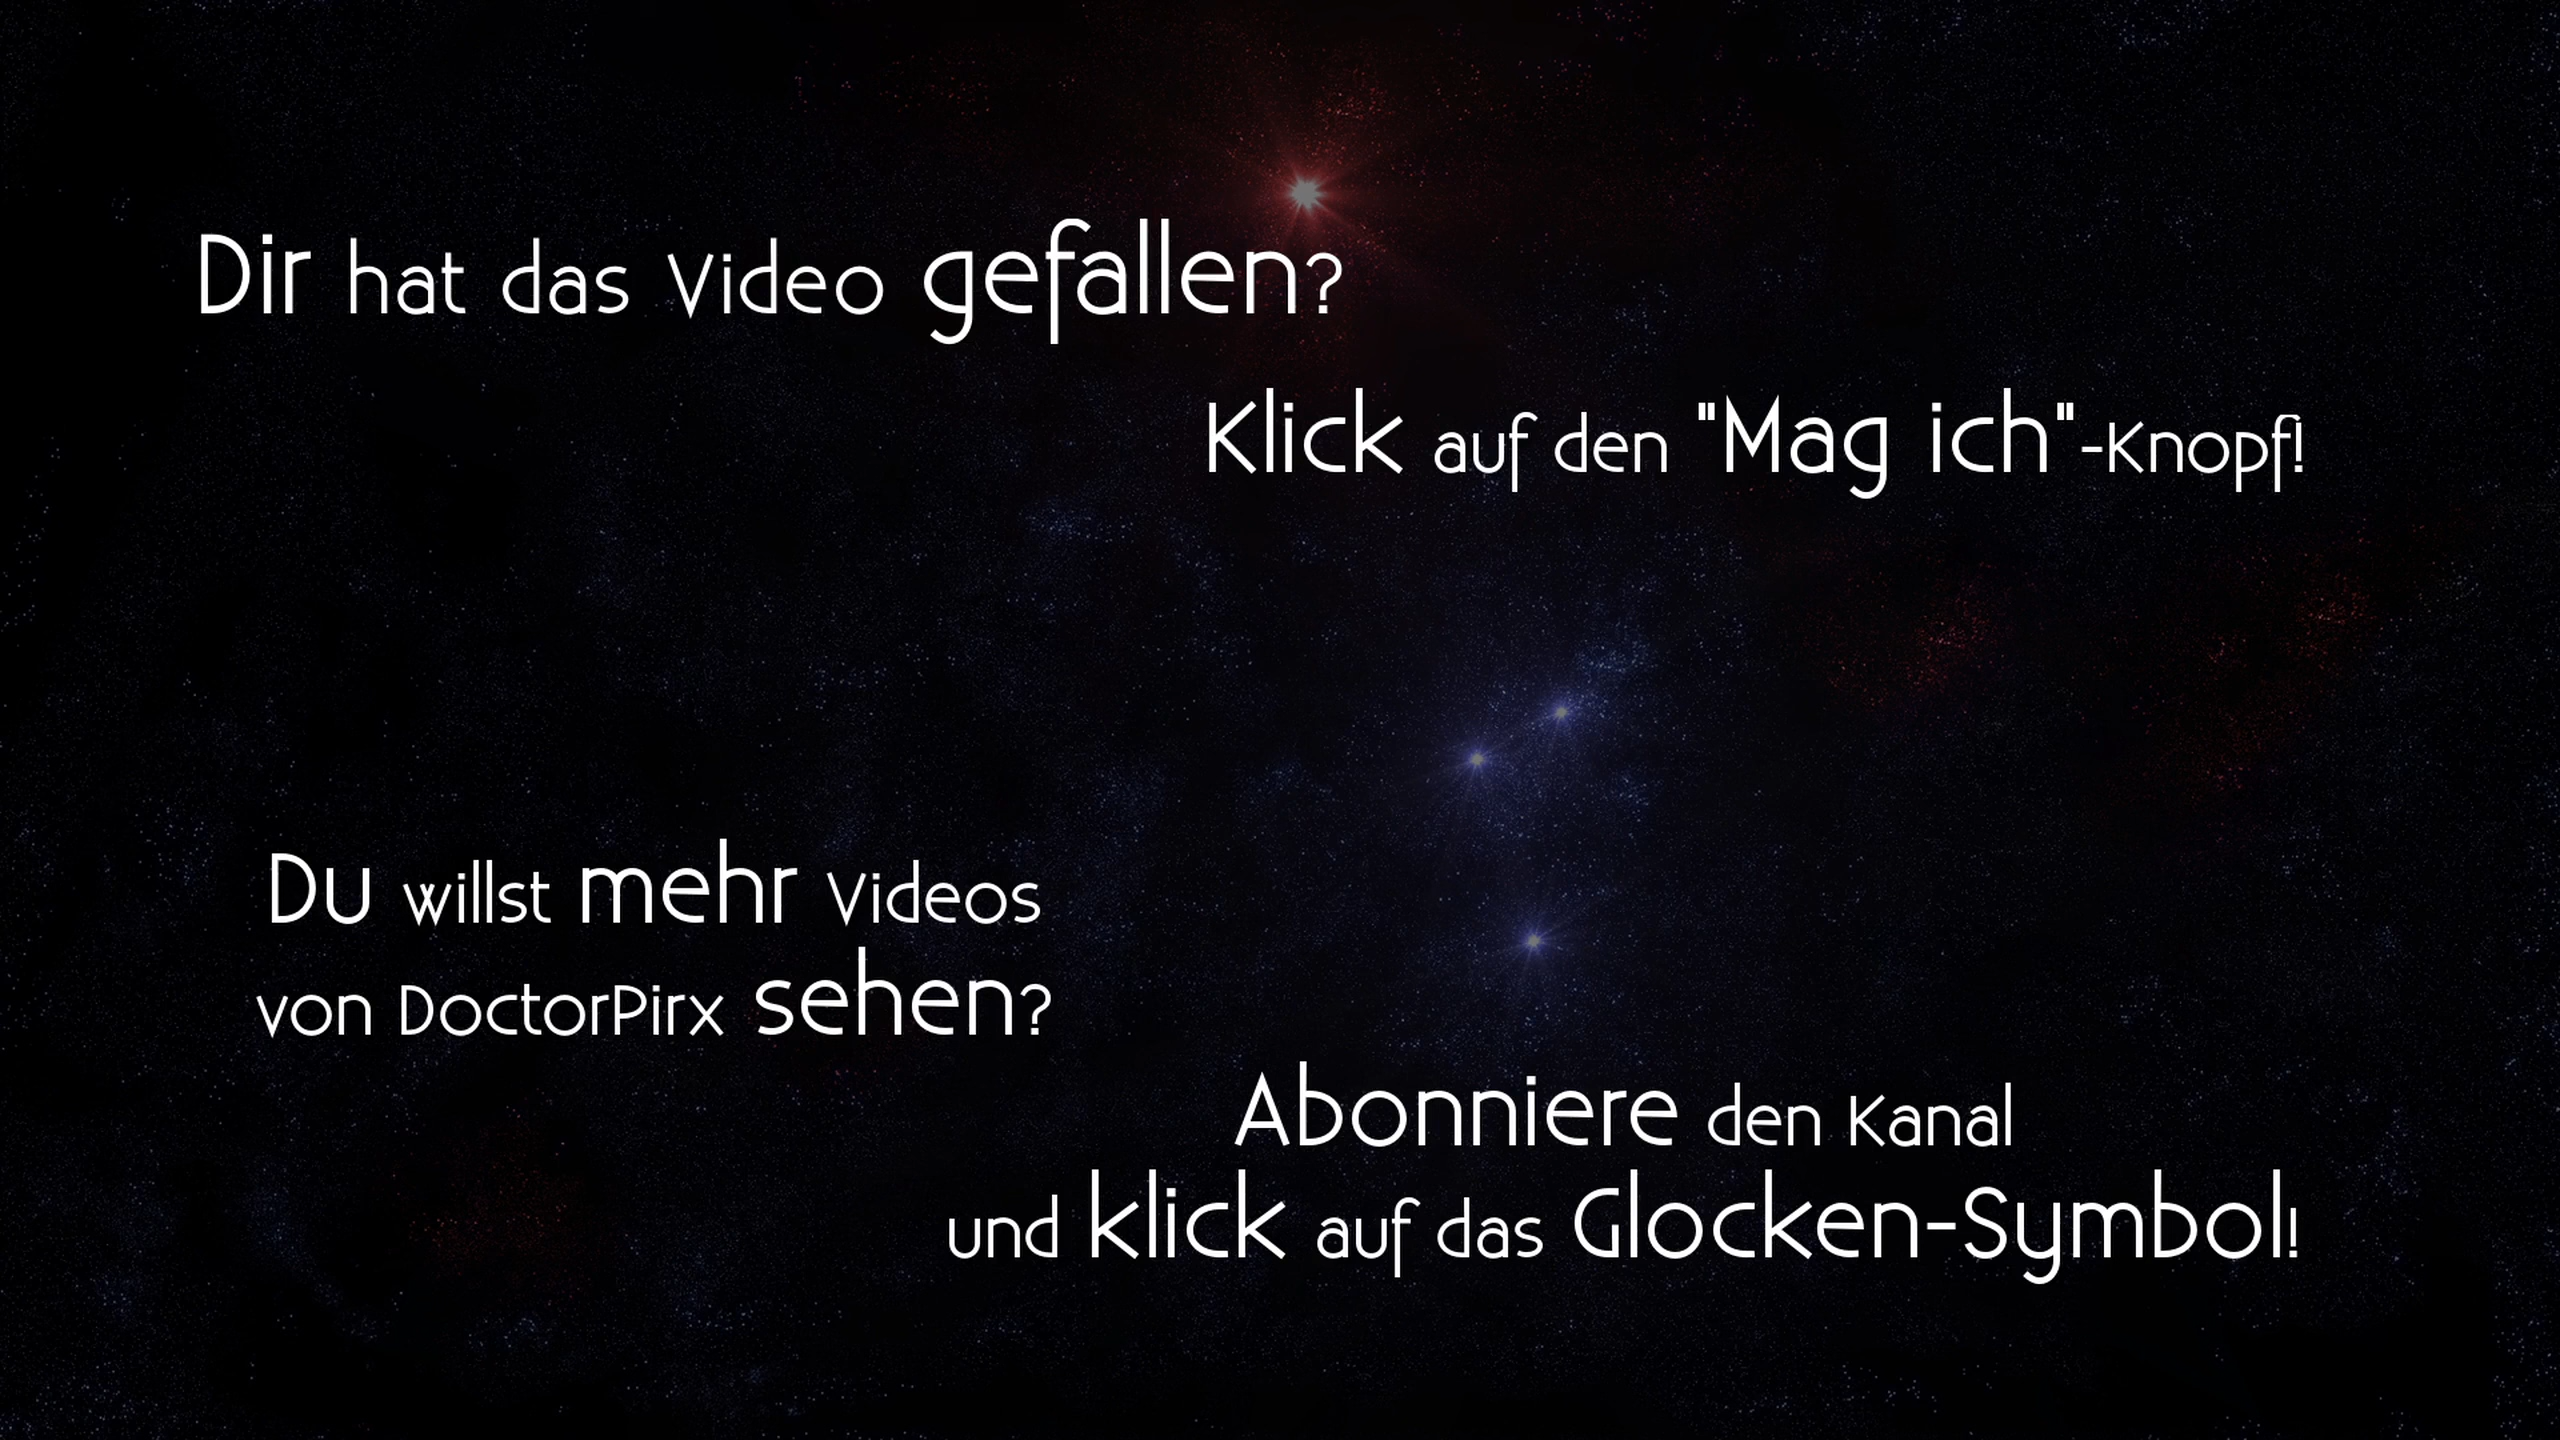 Dir hat das Video gefallen?
Klick auf den "Mag ich"-Knopf!
Du willst mehr Videos
von DoctorPirx sehen?
Abonniere den Kanal
und klick auf das Glocken-Symbol!